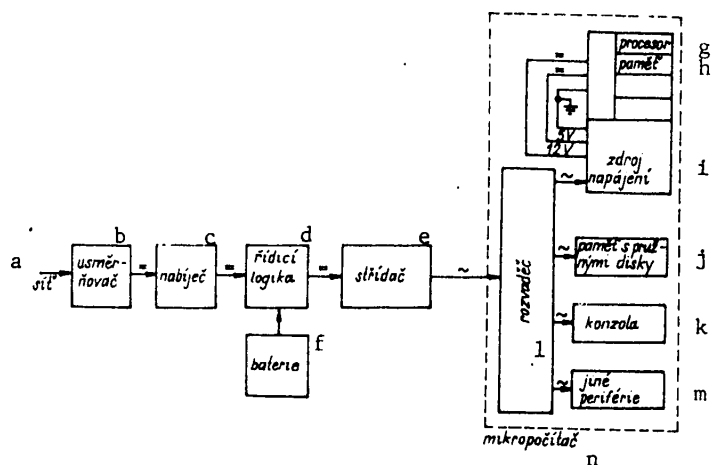 procesor g
paměť h
=
=
5V
12V
zdroj
napájení i
~
a síť
b
usměr-
ňovač
=
c
nabíječ
=
d
řídicí
logika
=
e
střídač
~
f
baterie
rozvaděč
l
~
paměť s pruž-
nými disky j
~
konzola k
~
jiné
periférie m
mikropočítač
n